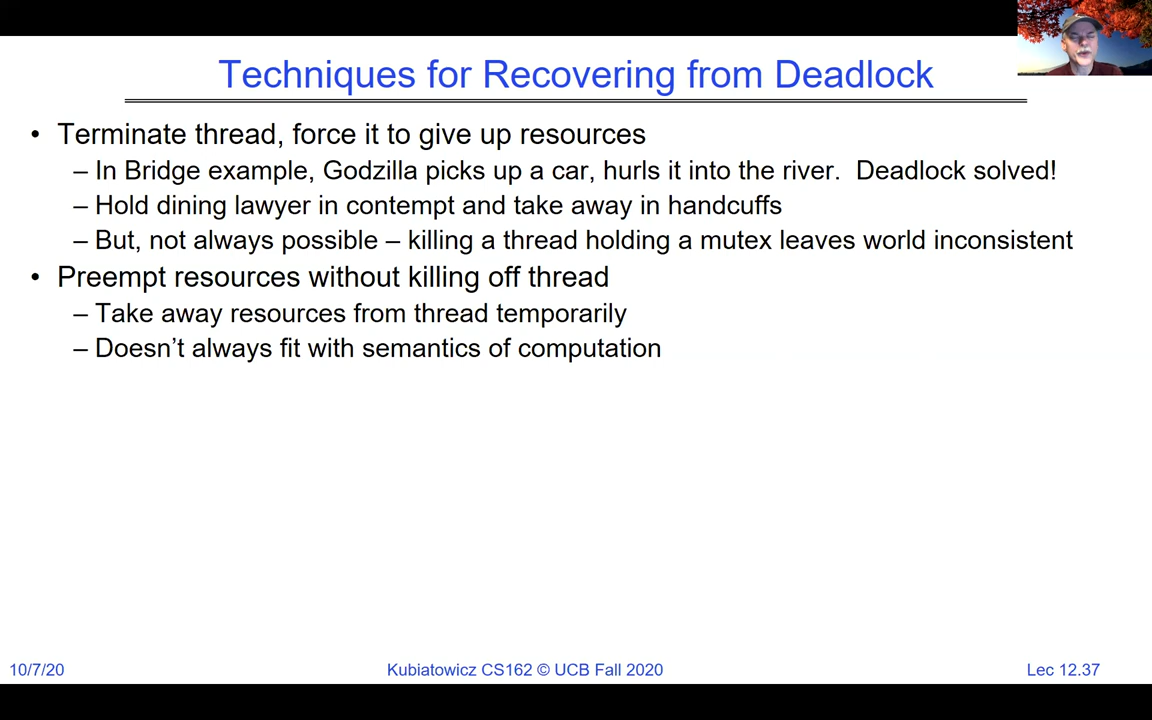 Techniques for Recovering from Deadlock
• Terminate thread, force it to give up resources
– In Bridge example, Godzilla picks up a car, hurls it into the river.  Deadlock solved!
– Hold dining lawyer in contempt and take away in handcuffs
– But, not always possible – killing a thread holding a mutex leaves world inconsistent
• Preempt resources without killing off thread
– Take away resources from thread temporarily
– Doesn’t always fit with semantics of computation
10/7/20
Kubiatowicz CS162 © UCB Fall 2020
Lec 12.37